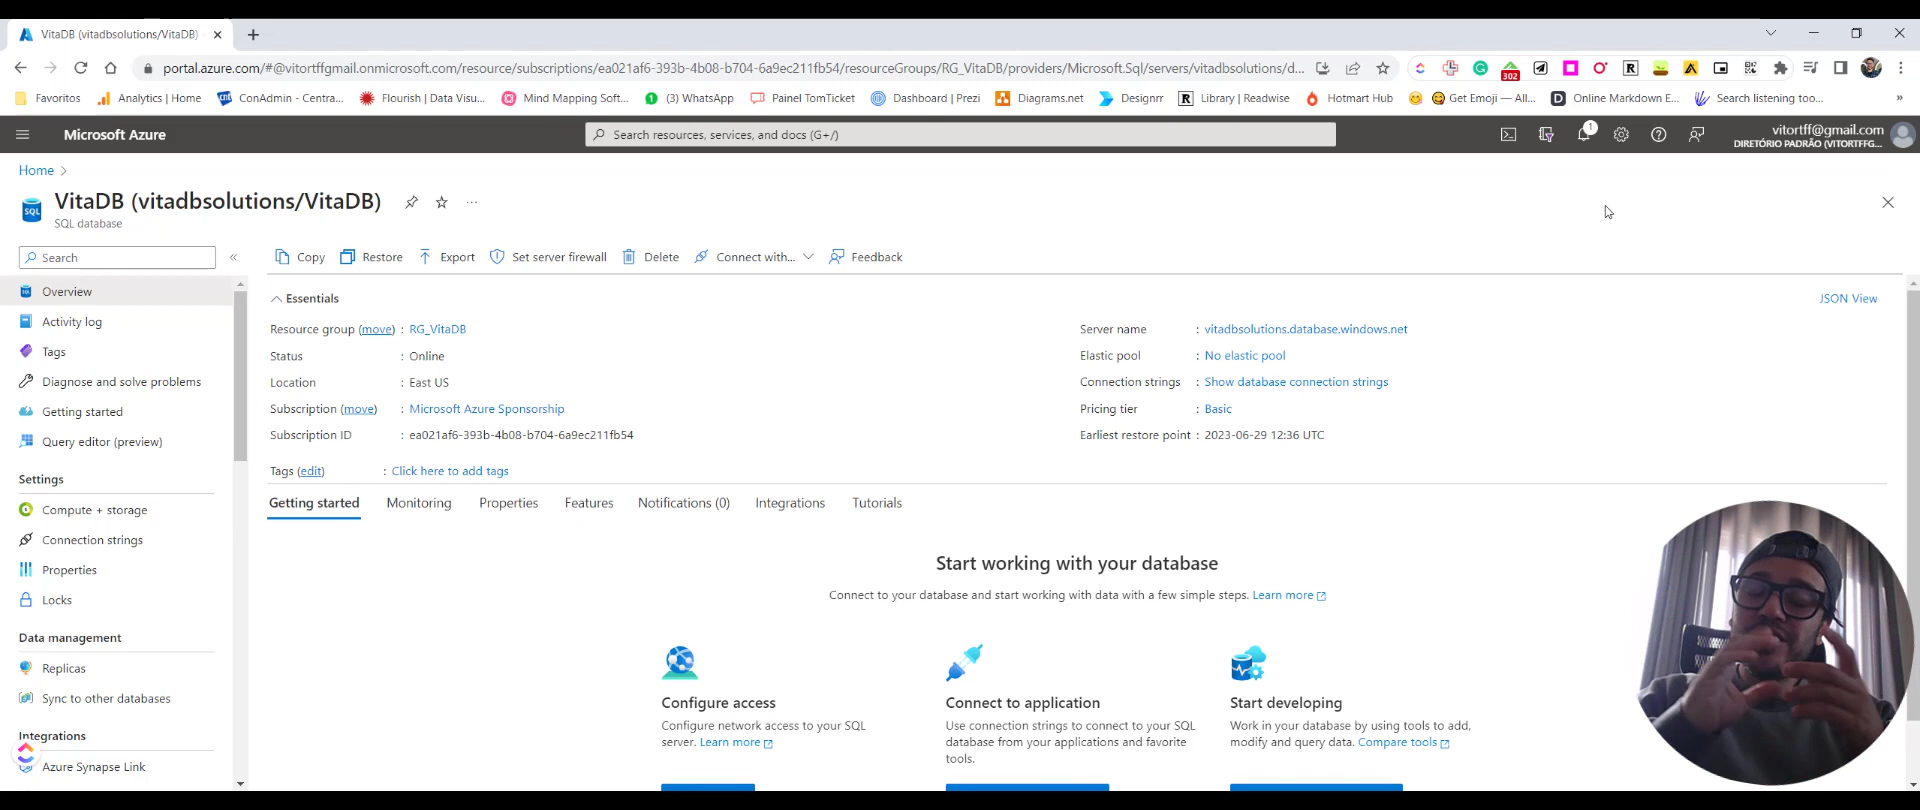 VitaDB (vitadbsolutions/VitaDB)
portal.azure.com/#@vitortffgmail.onmicrosoft.com/resource/subscriptions/ea021af6-393b-4b08-b704-6a9ec211fb54/resourceGroups/RG_VitaDB/providers/Microsoft.Sql/servers/vitadbsolutions/d...
302
Favoritos Analytics | Home ConAdmin - Centra... Flourish | Data Visu... Mind Mapping Soft... (3) WhatsApp Painel TomTicket Dashboard | Prezi Diagrams.net Designrr Library | Readwise Hotmart Hub Get Emoji — All... Online Markdown E... Search listening too...
Microsoft Azure
Search resources, services, and docs (G+/)
1
vitortff@gmail.com
DIRETÓRIO PADRÃO (VITORTFFG...
Home
VitaDB (vitadbsolutions/VitaDB)
SQL database
Search
Copy Restore Export Set server firewall Delete Connect with... Feedback
Overview
Activity log
Tags
Diagnose and solve problems
Getting started
Query editor (preview)
Settings
Compute + storage
Connection strings
Properties
Locks
Data management
Replicas
Sync to other databases
Integrations
Azure Synapse Link
Essentials
JSON View
Resource group (move) : RG_VitaDB
Status : Online
Location : East US
Subscription (move) : Microsoft Azure Sponsorship
Subscription ID : ea021af6-393b-4b08-b704-6a9ec211fb54
Server name : vitadbsolutions.database.windows.net
Elastic pool : No elastic pool
Connection strings : Show database connection strings
Pricing tier : Basic
Earliest restore point : 2023-06-29 12:36 UTC
Tags (edit) : Click here to add tags
Getting started Monitoring Properties Features Notifications (0) Integrations Tutorials
Start working with your database
Connect to your database and start working with data with a few simple steps. Learn more
Configure access
Configure network access to your SQL
server. Learn more
Connect to application
Use connection strings to connect to your SQL
database from your applications and favorite
tools.
Start developing
Work in your database by using tools to add,
modify and query data. Compare tools